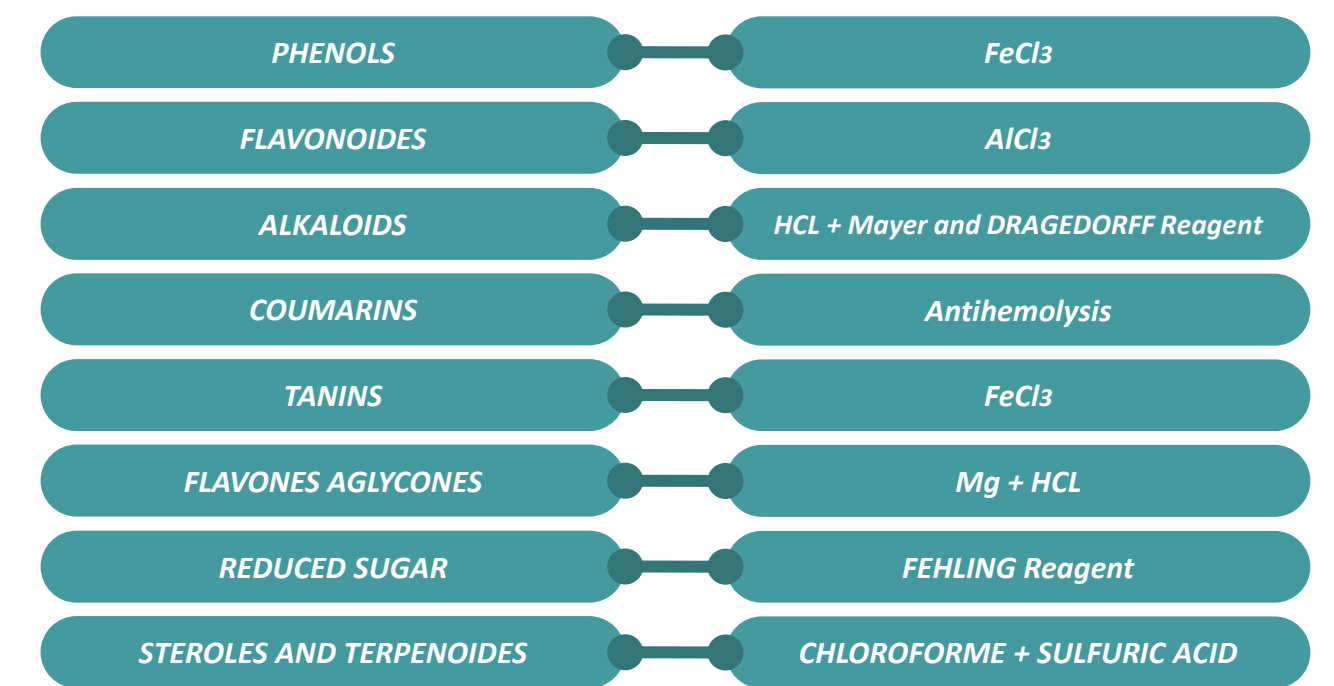 PHENOLS FeCl3
FLAVONOIDES AlCl3
ALKALOIDS HCL + Mayer and DRAGEDORFF Reagent
COUMARINS Antihemolysis
TANINS FeCl3
FLAVONES AGLYCONES Mg + HCL
REDUCED SUGAR FEHLING Reagent
STEROLES AND TERPENOIDES CHLOROFORME + SULFURIC ACID